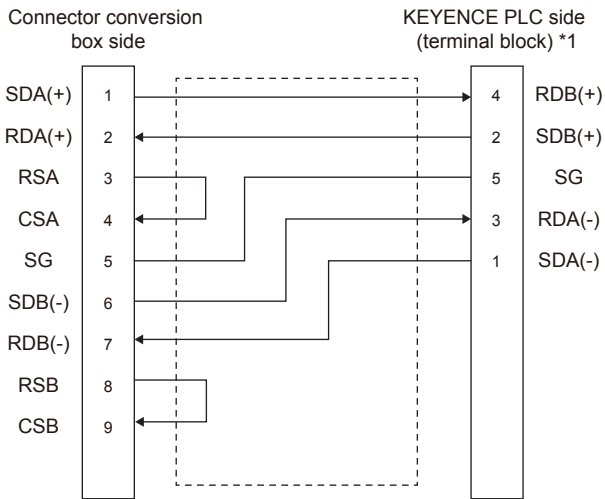 Connector conversion
box side
KEYENCE PLC side
(terminal block) *1
SDA(+) 1 4 RDB(+)
RDA(+) 2 2 SDB(+)
RSA 3 5 SG
CSA 4 3 RDA(-)
SG 5 1 SDA(-)
SDB(-) 6
RDB(-) 7
RSB 8
CSB 9